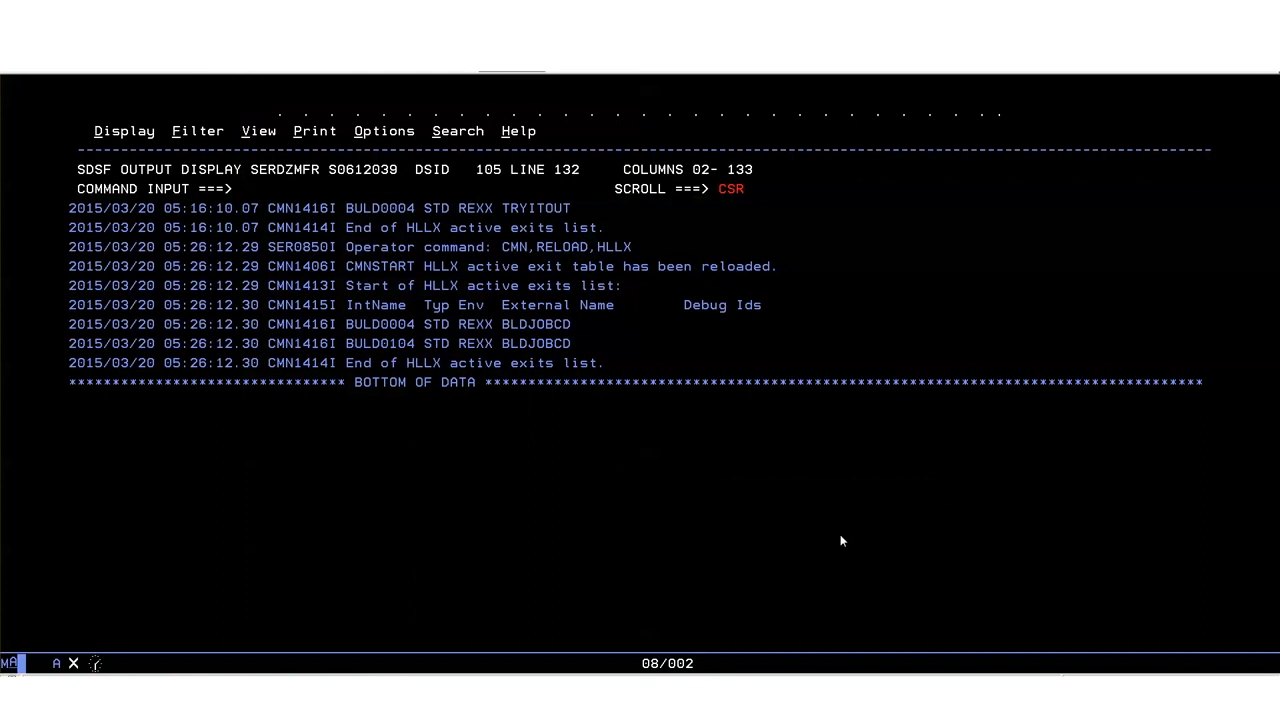 Display Filter View Print Options Search Help
-------------------------------------------------------------------------------
SDSF OUTPUT DISPLAY SERDZMFR S0612039 DSID 105 LINE 132 COLUMNS 02- 133
COMMAND INPUT ===> SCROLL ===> CSR
2015/03/20 05:16:10.07 CMN1416I BULD0004 STD REXX TRYITOUT
2015/03/20 05:16:10.07 CMN1414I End of HLLX active exits list.
2015/03/20 05:26:12.29 SER0850I Operator command: CMN,RELOAD,HLLX
2015/03/20 05:26:12.29 CMN1406I CMNSTART HLLX active exit table has been reloaded.
2015/03/20 05:26:12.29 CMN1413I Start of HLLX active exits list:
2015/03/20 05:26:12.30 CMN1415I IntName Typ Env External Name Debug Ids
2015/03/20 05:26:12.30 CMN1416I BULD0004 STD REXX BLDJOBCD
2015/03/20 05:26:12.30 CMN1416I BULD0104 STD REXX BLDJOBCD
2015/03/20 05:26:12.30 CMN1414I End of HLLX active exits list.
******************************** BOTTOM OF DATA ********************************
MA A X 08/002